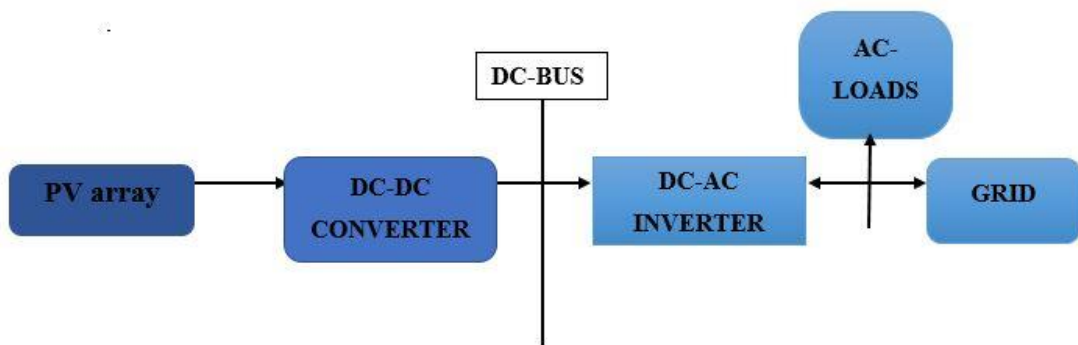 AC-
LOADS
DC-BUS
PV array
DC-DC
CONVERTER
DC-AC
INVERTER
GRID